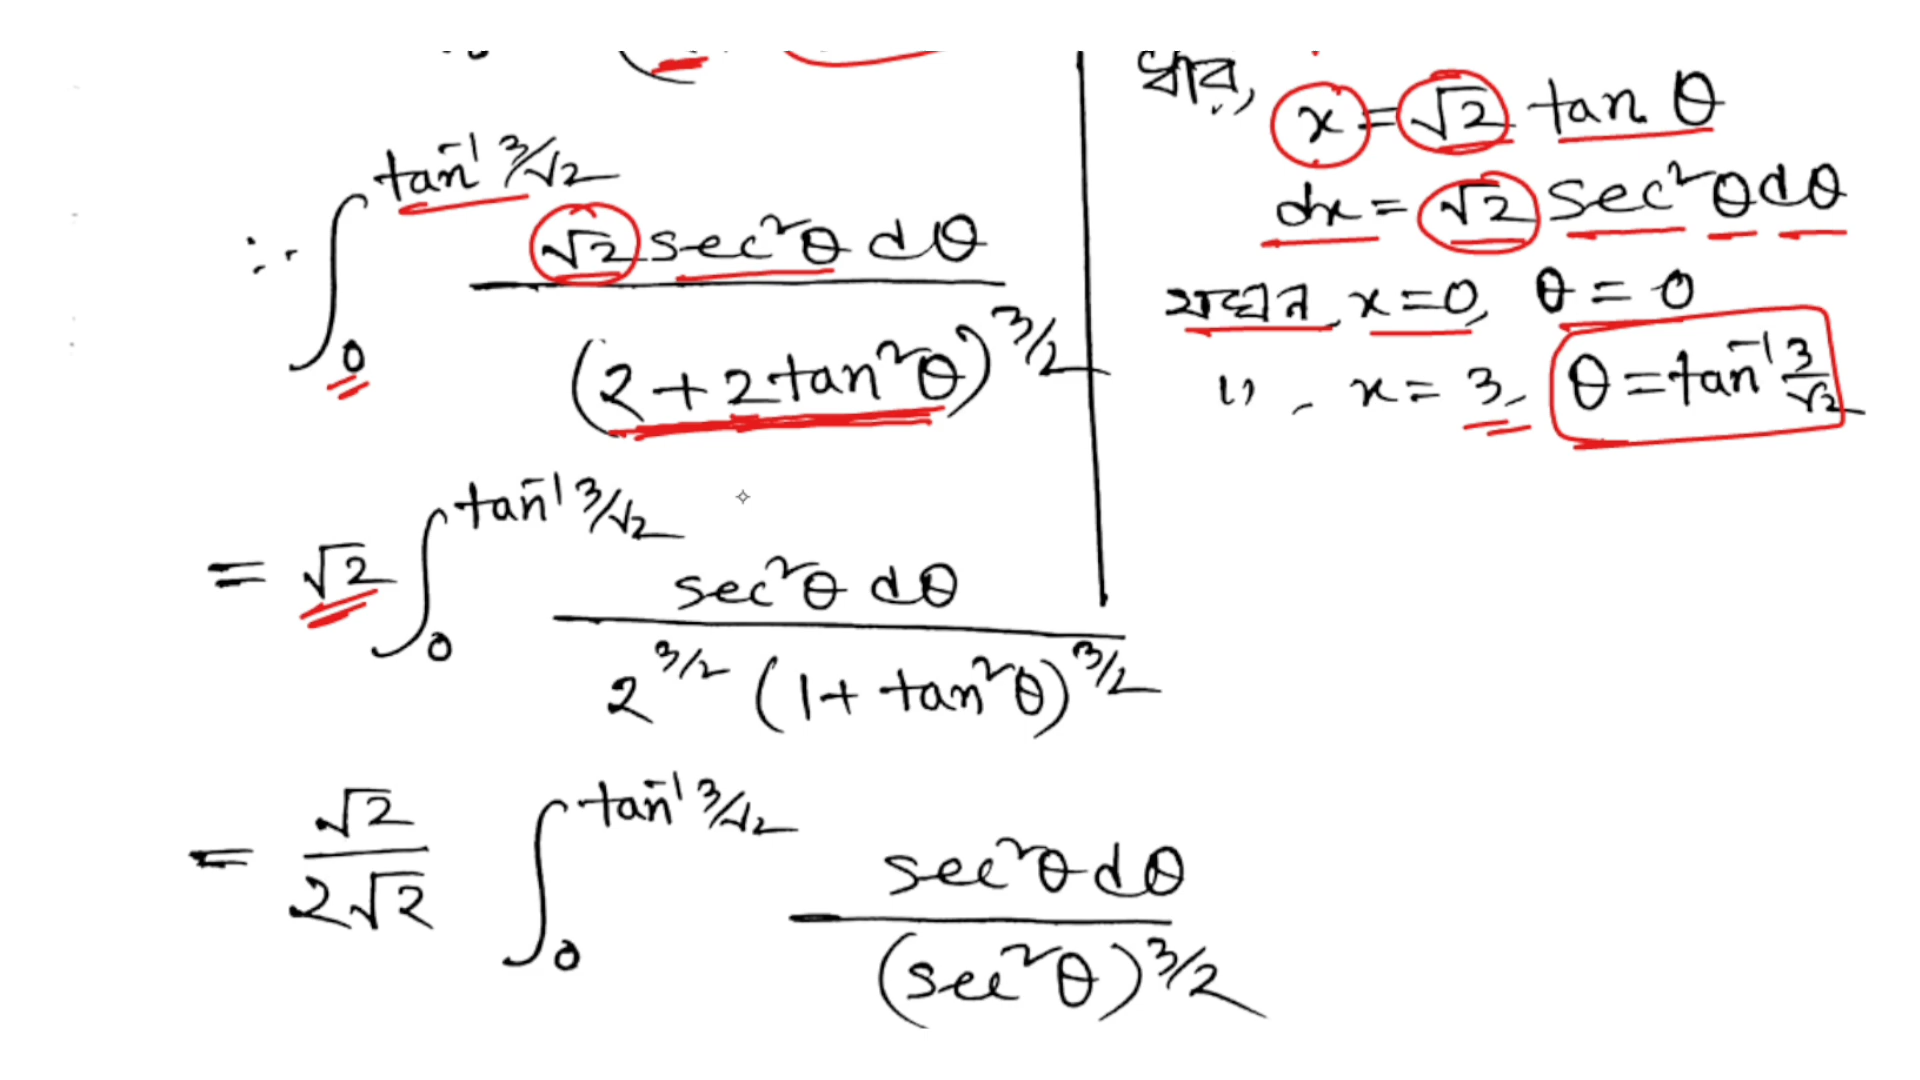 ধরি, x = √2 tan θ
dx = √2 sec²θ dθ
যখন, x = 0, θ = 0
'' , x = 3, θ = tan⁻¹ 3/√2
∴ ∫₀^(tan⁻¹ 3/√2) √2 sec²θ dθ / (2 + 2 tan²θ)^(3/2)
= √2 ∫₀^(tan⁻¹ 3/√2) sec²θ dθ / 2^(3/2) (1 + tan²θ)^(3/2)
= √2 / 2√2 ∫₀^(tan⁻¹ 3/√2) sec²θ dθ / (sec²θ)^(3/2)